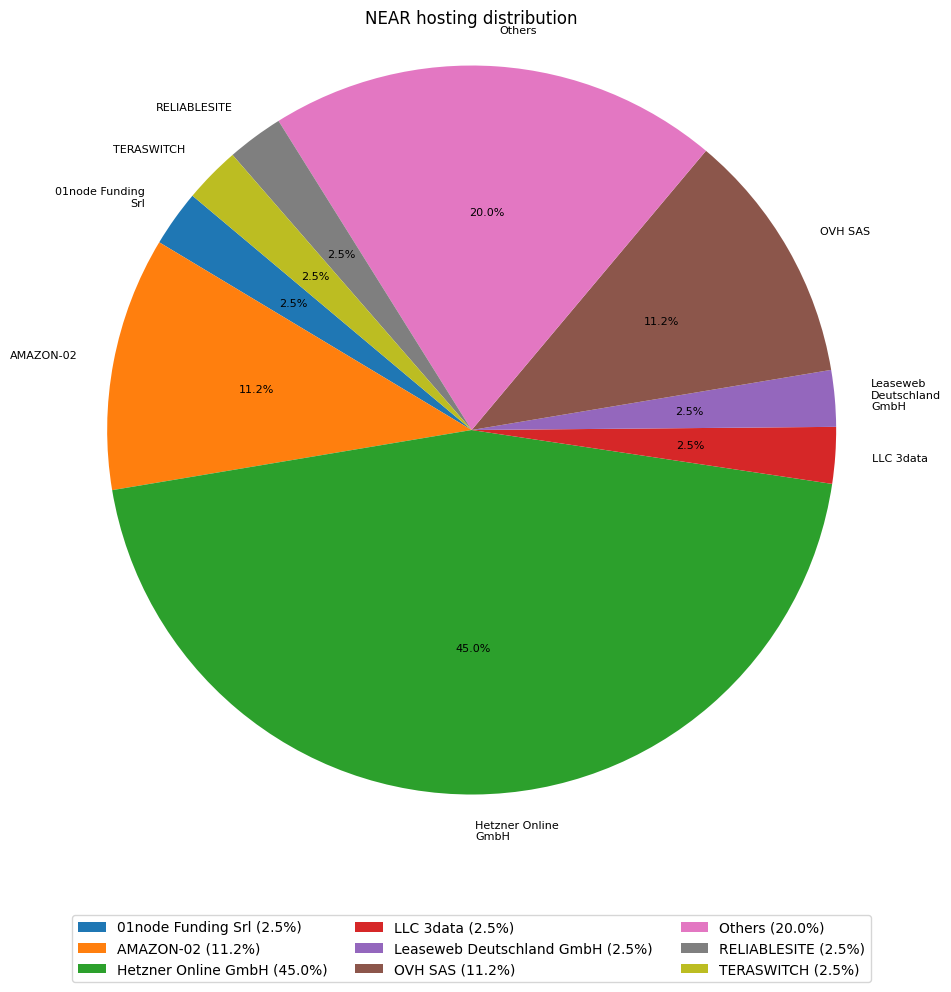 NEAR hosting distribution
Others
RELIABLESITE
TERASWITCH
01node Funding
Srl
AMAZON-02
OVH SAS
Leaseweb
Deutschland
GmbH
LLC 3data
Hetzner Online
GmbH
20.0%
2.5%
2.5%
2.5%
11.2%
11.2%
2.5%
2.5%
45.0%
01node Funding Srl (2.5%)
AMAZON-02 (11.2%)
Hetzner Online GmbH (45.0%)
LLC 3data (2.5%)
Leaseweb Deutschland GmbH (2.5%)
OVH SAS (11.2%)
Others (20.0%)
RELIABLESITE (2.5%)
TERASWITCH (2.5%)